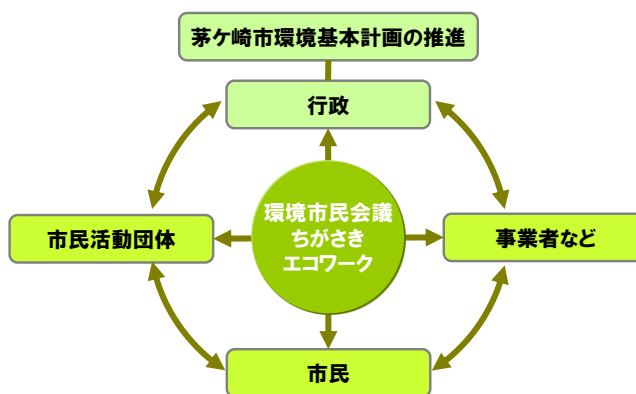 茅ケ崎市環境基本計画の推進
行政
環境市民会議
ちがさき
エコワーク
市民活動団体
事業者など
市民